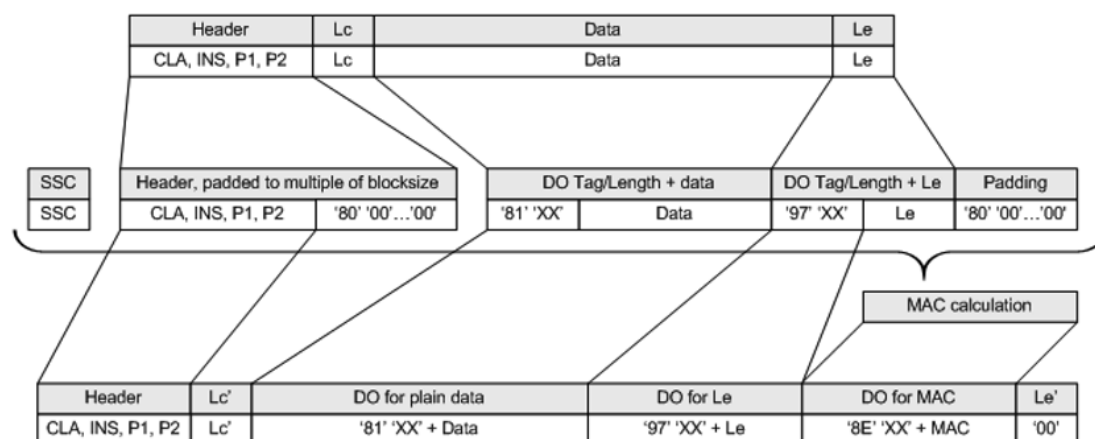 Header Lc Data Le
CLA, INS, P1, P2 Lc Data Le
SSC Header, padded to multiple of blocksize DO Tag/Length + data DO Tag/Length + Le Padding
SSC CLA, INS, P1, P2 '80' '00'...'00' '81' 'XX' Data '97' 'XX' Le '80' '00'...'00'
MAC calculation
Header Lc' DO for plain data DO for Le DO for MAC Le'
CLA, INS, P1, P2 Lc' '81' 'XX' + Data '97' 'XX' + Le '8E' 'XX' + MAC '00'